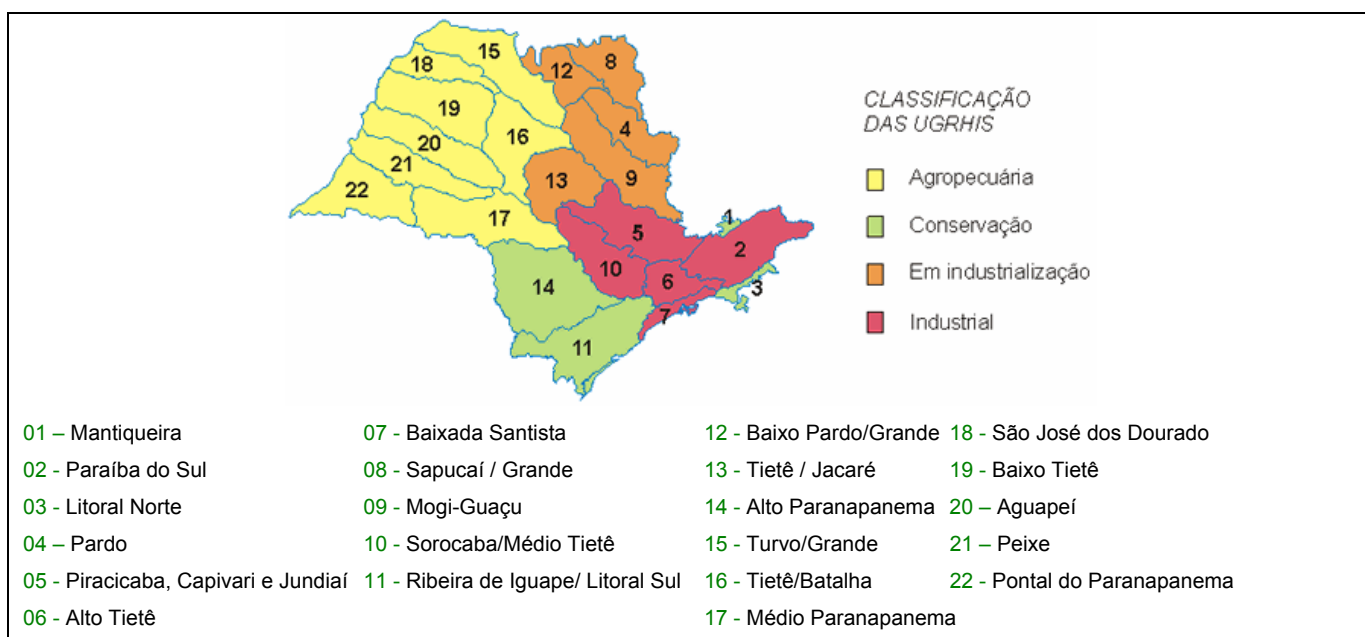 15
18
12
8
19
4
16
20
21
13
9
22
17
1
5
2
10
6
3
14
7
11
CLASSIFICAÇÃO
DAS UGRHIS
Agropecuária
Conservação
Em industrialização
Industrial
01 – Mantiqueira
02 - Paraíba do Sul
03 - Litoral Norte
04 – Pardo
05 - Piracicaba, Capivari e Jundiaí
06 - Alto Tietê
07 - Baixada Santista
08 - Sapucaí / Grande
09 - Mogi-Guaçu
10 - Sorocaba/Médio Tietê
11 - Ribeira de Iguape/ Litoral Sul
12 - Baixo Pardo/Grande
13 - Tietê / Jacaré
14 - Alto Paranapanema
15 - Turvo/Grande
16 - Tietê/Batalha
17 - Médio Paranapanema
18 - São José dos Dourado
19 - Baixo Tietê
20 – Aguapeí
21 – Peixe
22 - Pontal do Paranapanema